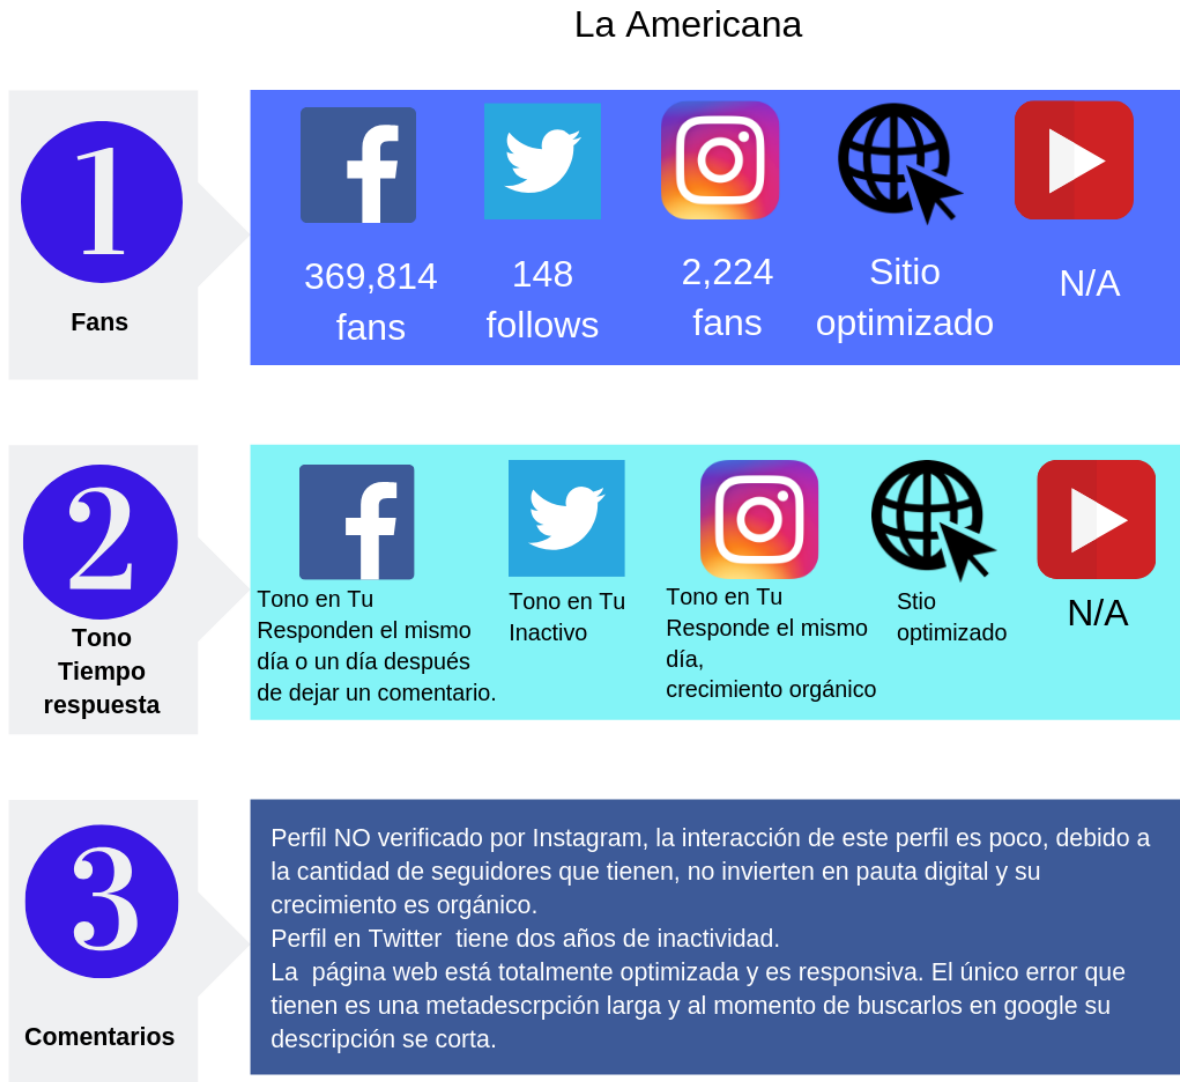 La Americana
1
Fans
369,814
fans
148
follows
2,224
fans
Sitio
optimizado
N/A
2
Tono
Tiempo
respuesta
Tono en Tu
Responden el mismo
día o un día después
de dejar un comentario.
Tono en Tu
Inactivo
Tono en Tu
Responde el mismo
día,
crecimiento orgánico
Stio
optimizado
N/A
3
Comentarios
Perfil NO verificado por Instagram, la interacción de este perfil es poco, debido a
la cantidad de seguidores que tienen, no invierten en pauta digital y su
crecimiento es orgánico.
Perfil en Twitter  tiene dos años de inactividad.
La  página web está totalmente optimizada y es responsiva. El único error que
tienen es una metadescrpción larga y al momento de buscarlos en google su
descripción se corta.